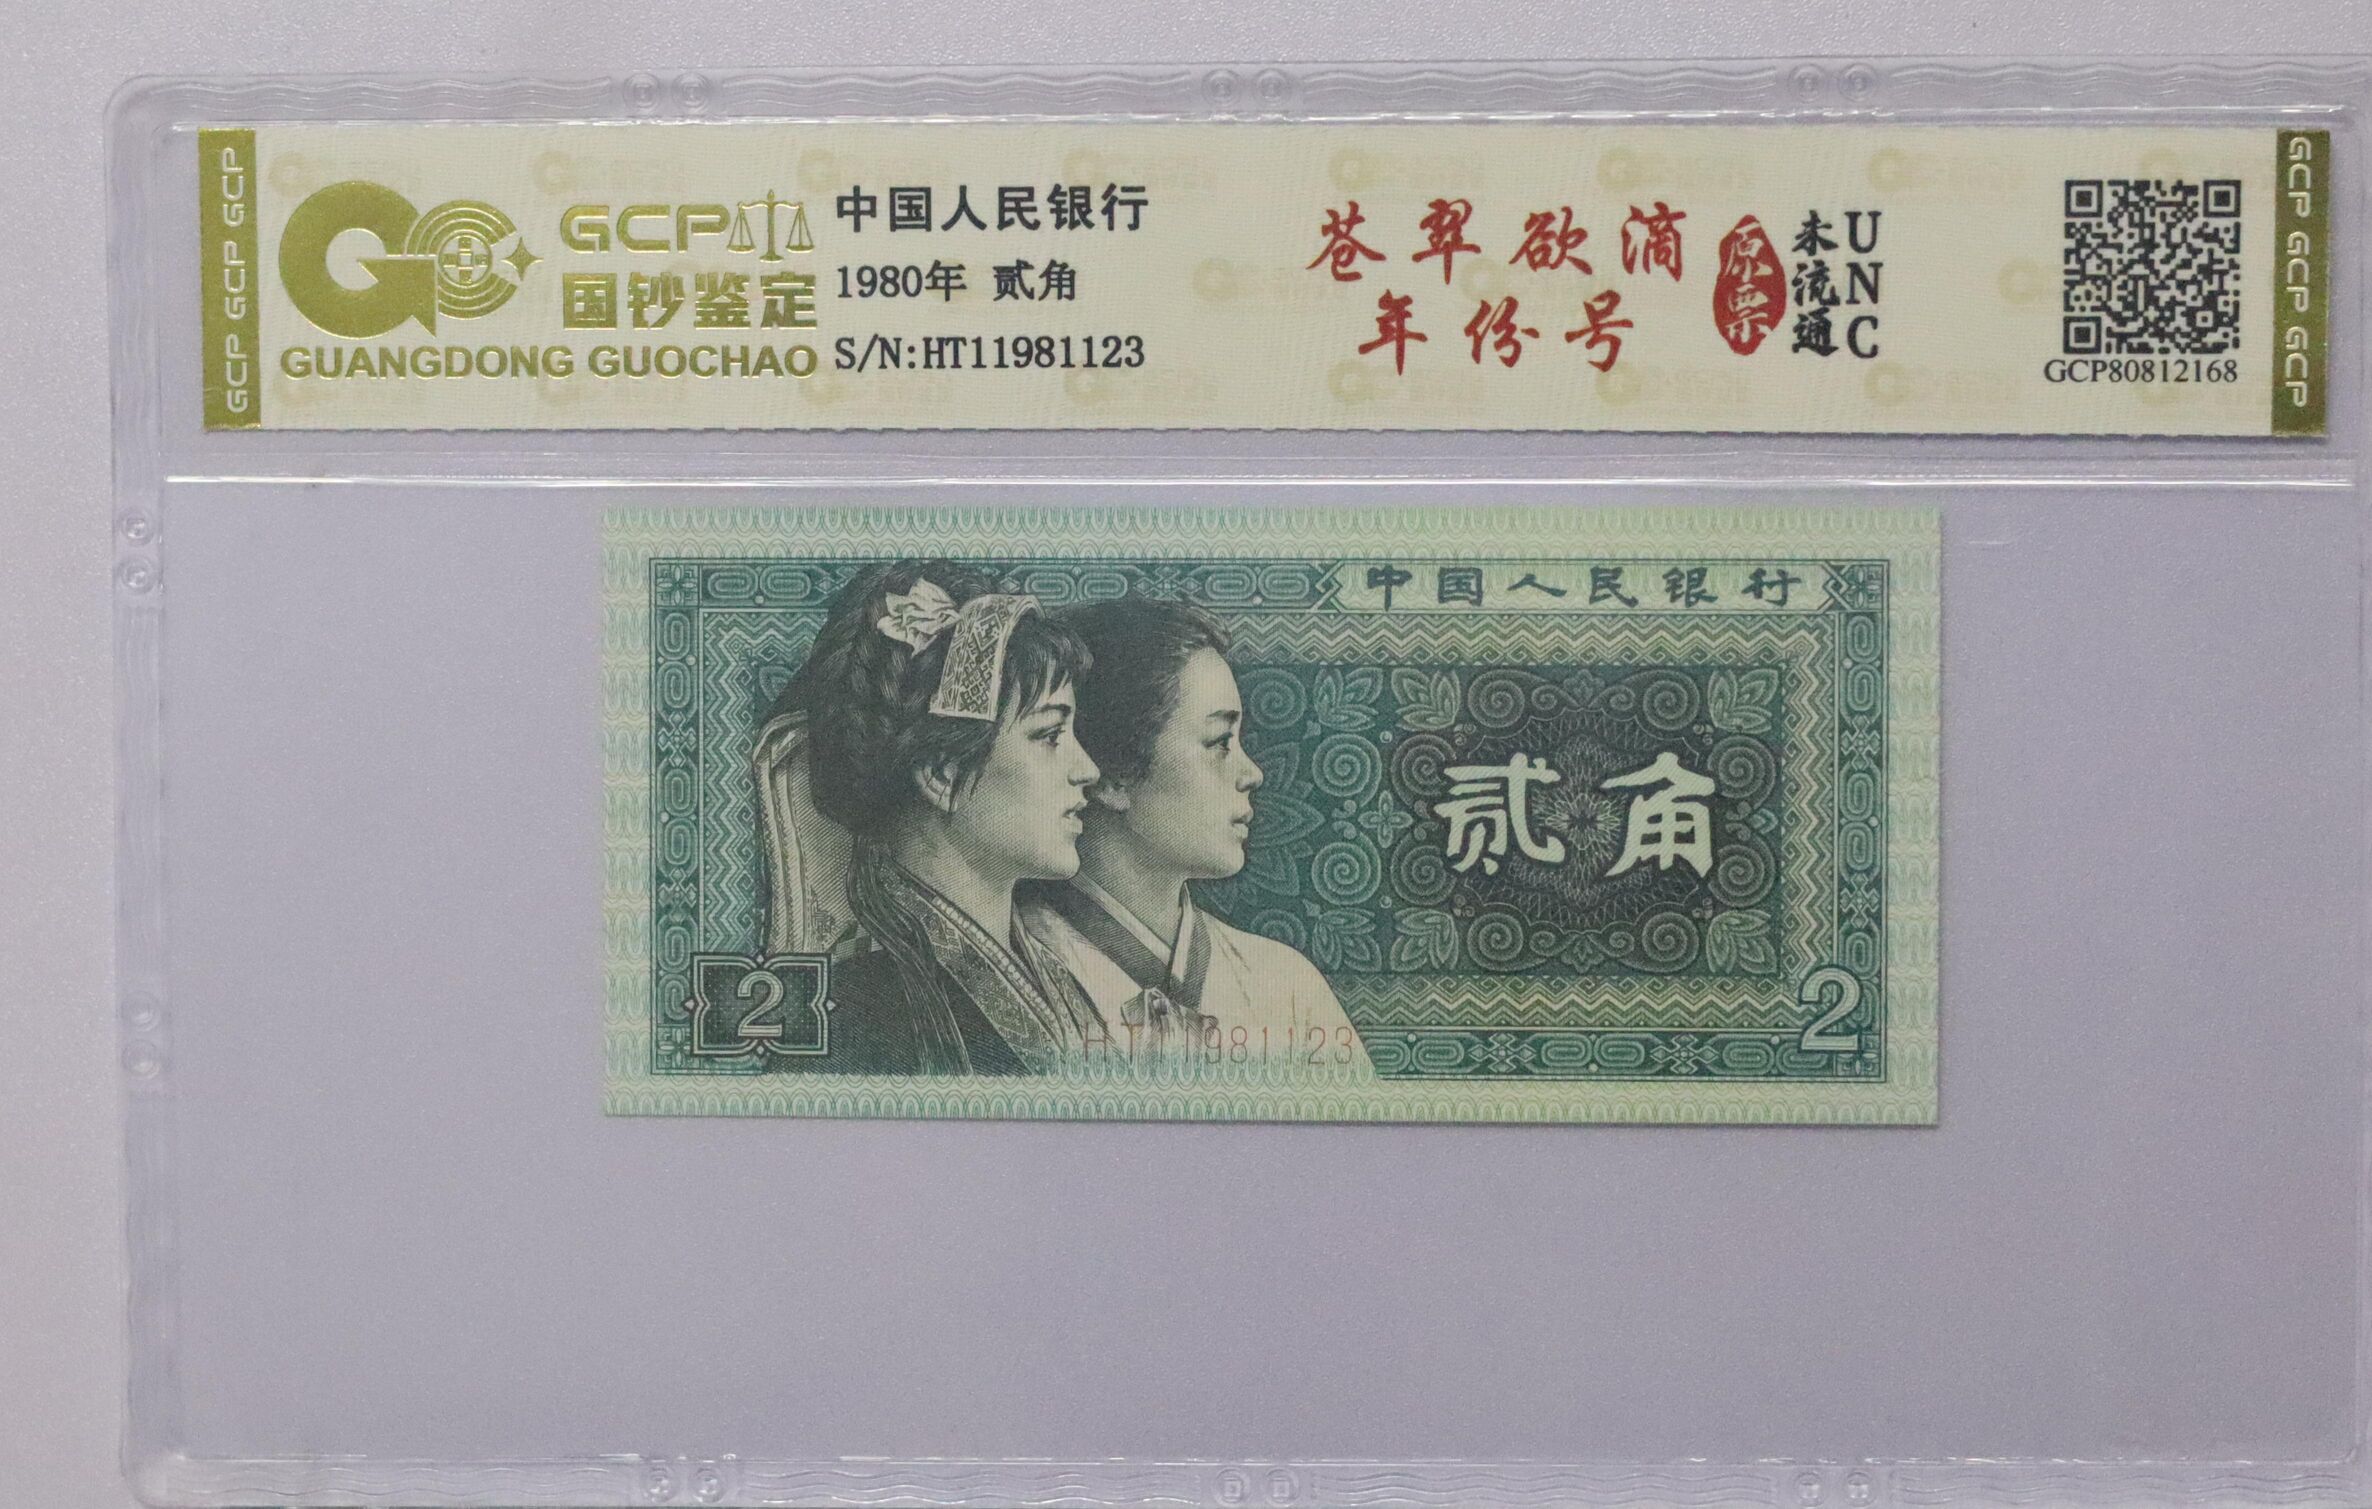 GCP GCP GCP
GCP
国钞鉴定
GUANGDONG GUOCHAO
中国人民银行
1980年 贰角
S/N:HT11981123
苍翠欲滴
年份号
原票
未流通
UNC
GCP80812168
GCP GCP GCP
中国人民银行
贰角
2
2
HT11981123